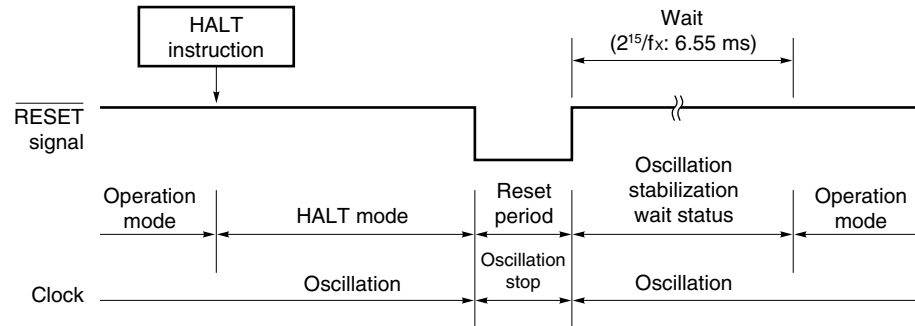 HALT
instruction
Wait
(2¹⁵/fx: 6.55 ms)
RESET
signal
Operation
mode
HALT mode
Reset
period
Oscillation
stabilization
wait status
Operation
mode
Clock
Oscillation
Oscillation
stop
Oscillation